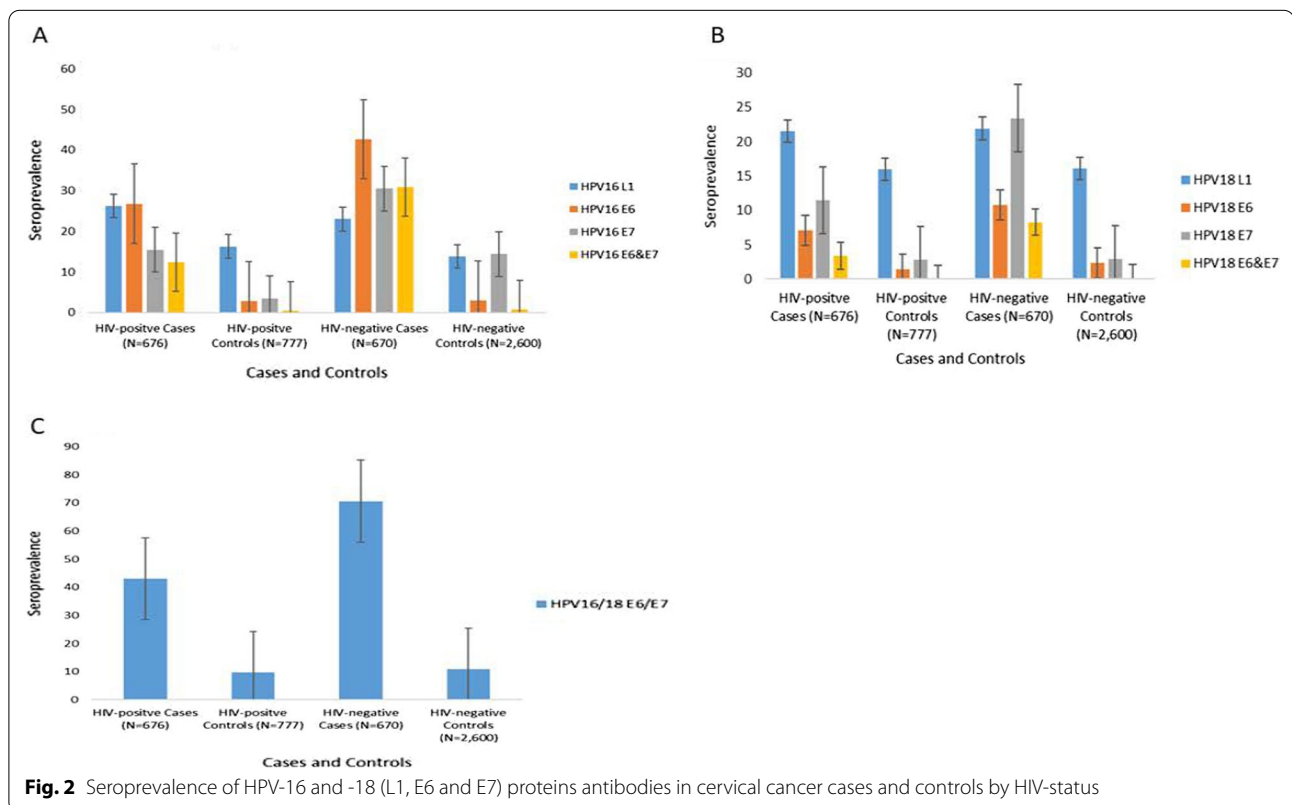 A
60
50
40
30
20
10
0
Seroprevalence
HIV-positve Cases
(N=676)
HIV-positve
Controls (N=777)
HIV-negative Cases
(N=670)
HIV-negative
Controls (N=2,600)
Cases and Controls
HPV16 L1
HPV16 E6
HPV16 E7
HPV16 E6&E7
B
30
25
20
15
10
5
0
Seroprevalence
HIV-positve
Cases (N=676)
HIV-positve
Controls
(N=777)
HIV-negative
Cases (N=670)
HIV-negative
Controls
(N=2,600)
Cases and Controls
HPV18 L1
HPV18 E6
HPV18 E7
HPV18 E6&E7
C
90
80
70
60
50
40
30
20
10
0
Seroprevalence
HIV-positve Cases
(N=676)
HIV-positve
Controls (N=777)
HIV-negative
Cases (N=670)
HIV-negative
Controls
(N=2,600)
Cases and Controls
HPV16/18 E6/E7
Fig. 2 Seroprevalence of HPV-16 and -18 (L1, E6 and E7) proteins antibodies in cervical cancer cases and controls by HIV-status